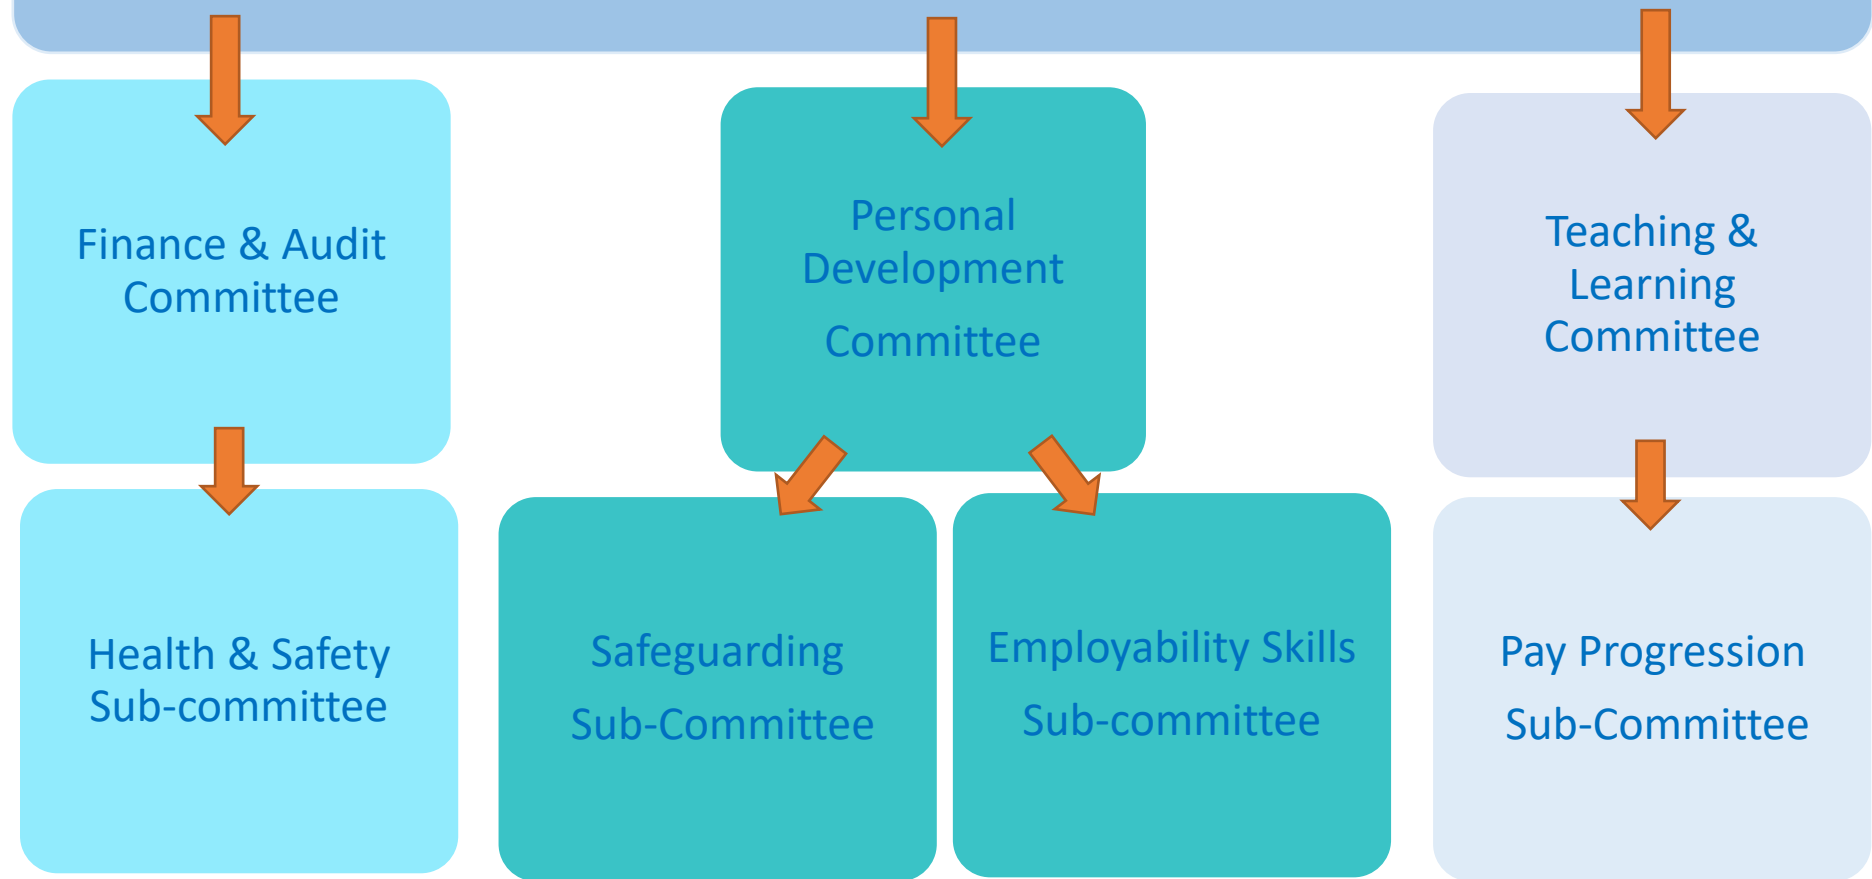 Finance & Audit
Committee
Personal
Development
Committee
Teaching &
Learning
Committee
Health & Safety
Sub-committee
Safeguarding
Sub-Committee
Employability Skills
Sub-committee
Pay Progression
Sub-Committee